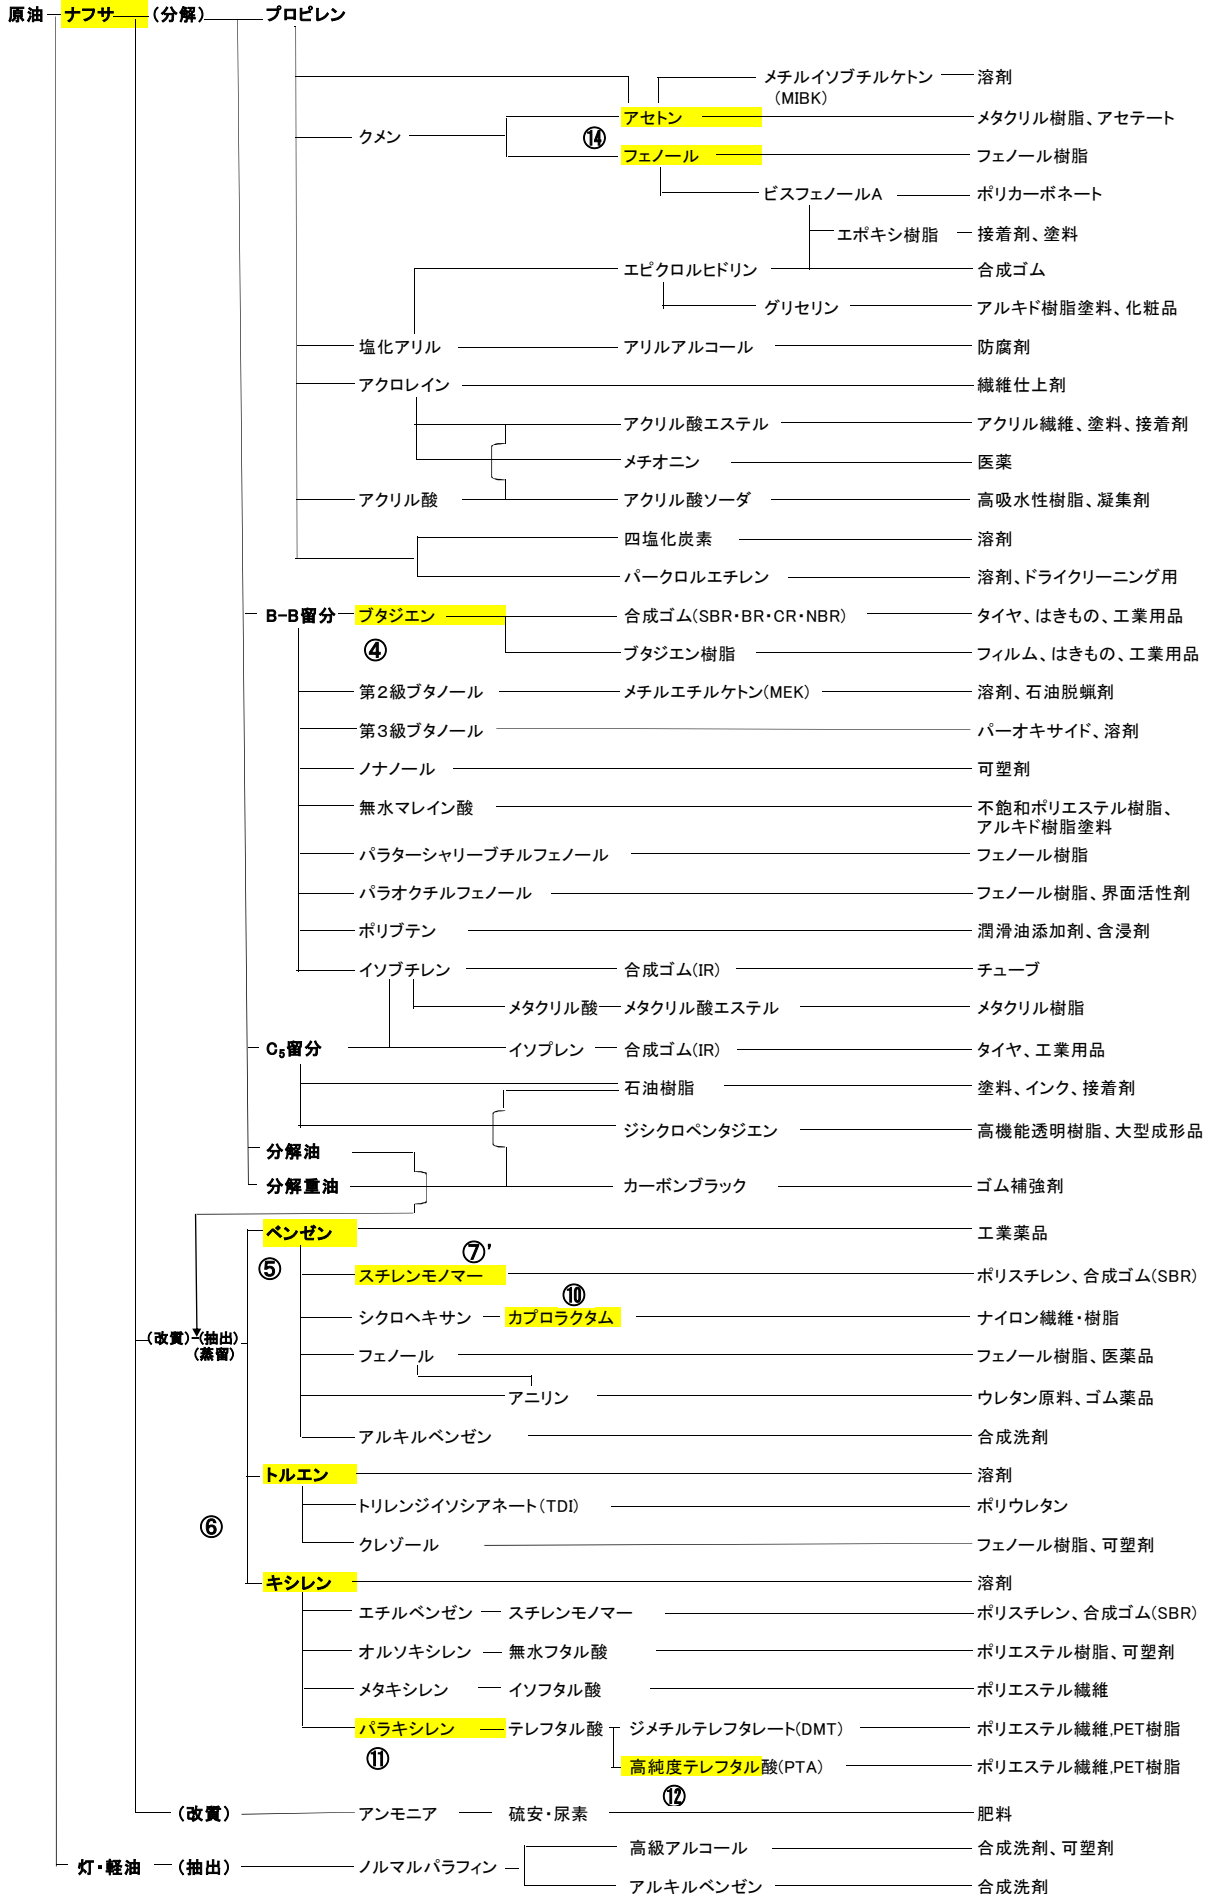 原油 ナフサ (分解) プロピレン
メチルイソブチルケトン 溶剤
(MIBK)
アセトン メタクリル樹脂、アセテート
クメン ⑭
フェノール フェノール樹脂
ビスフェノールA ポリカーボネート
エポキシ樹脂 接着剤、塗料
エピクロルヒドリン 合成ゴム
グリセリン アルキド樹脂塗料、化粧品
塩化アリル アリルアルコール 防腐剤
アクロレイン 繊維仕上剤
アクリル酸エステル アクリル繊維、塗料、接着剤
メチオニン 医薬
アクリル酸 アクリル酸ソーダ 高吸水性樹脂、凝集剤
四塩化炭素 溶剤
パークロルエチレン 溶剤、ドライクリーニング用
B-B留分 ブタジエン 合成ゴム(SBR・BR・CR・NBR) タイヤ、はきもの、工業用品
④ ブタジエン樹脂 フィルム、はきもの、工業用品
第2級ブタノール メチルエチルケトン(MEK) 溶剤、石油脱蝋剤
第3級ブタノール パーオキサイド、溶剤
ノナノール 可塑剤
無水マレイン酸 不飽和ポリエステル樹脂、
アルキド樹脂塗料
パラターシャリーブチルフェノール フェノール樹脂
パラオクチルフェノール フェノール樹脂、界面活性剤
ポリブテン 潤滑油添加剤、含浸剤
イソブチレン 合成ゴム(IR) チューブ
メタクリル酸 メタクリル酸エステル メタクリル樹脂
C₅留分 イソプレン 合成ゴム(IR) タイヤ、工業用品
石油樹脂 塗料、インク、接着剤
ジシクロペンタジエン 高機能透明樹脂、大型成形品
分解油
分解重油 カーボンブラック ゴム補強剤
ベンゼン 工業薬品
⑤ ⑦'
スチレンモノマー ポリスチレン、合成ゴム(SBR)
⑩
シクロヘキサン カプロラクタム ナイロン繊維・樹脂
(改質) (抽出)
(蒸留)
フェノール フェノール樹脂、医薬品
アニリン ウレタン原料、ゴム薬品
アルキルベンゼン 合成洗剤
トルエン 溶剤
トリレンジイソシアネート(TDI) ポリウレタン
⑥
クレゾール フェノール樹脂、可塑剤
キシレン 溶剤
エチルベンゼン スチレンモノマー ポリスチレン、合成ゴム(SBR)
オルソキシレン 無水フタル酸 ポリエステル樹脂、可塑剤
メタキシレン イソフタル酸 ポリエステル繊維
パラキシレン テレフタル酸 ジメチルテレフタレート(DMT) ポリエステル繊維,PET樹脂
⑪ 高純度テレフタル酸(PTA) ポリエステル繊維,PET樹脂
⑫
(改質) アンモニア 硫安・尿素 肥料
高級アルコール 合成洗剤、可塑剤
灯・軽油 (抽出) ノルマルパラフィン
アルキルベンゼン 合成洗剤